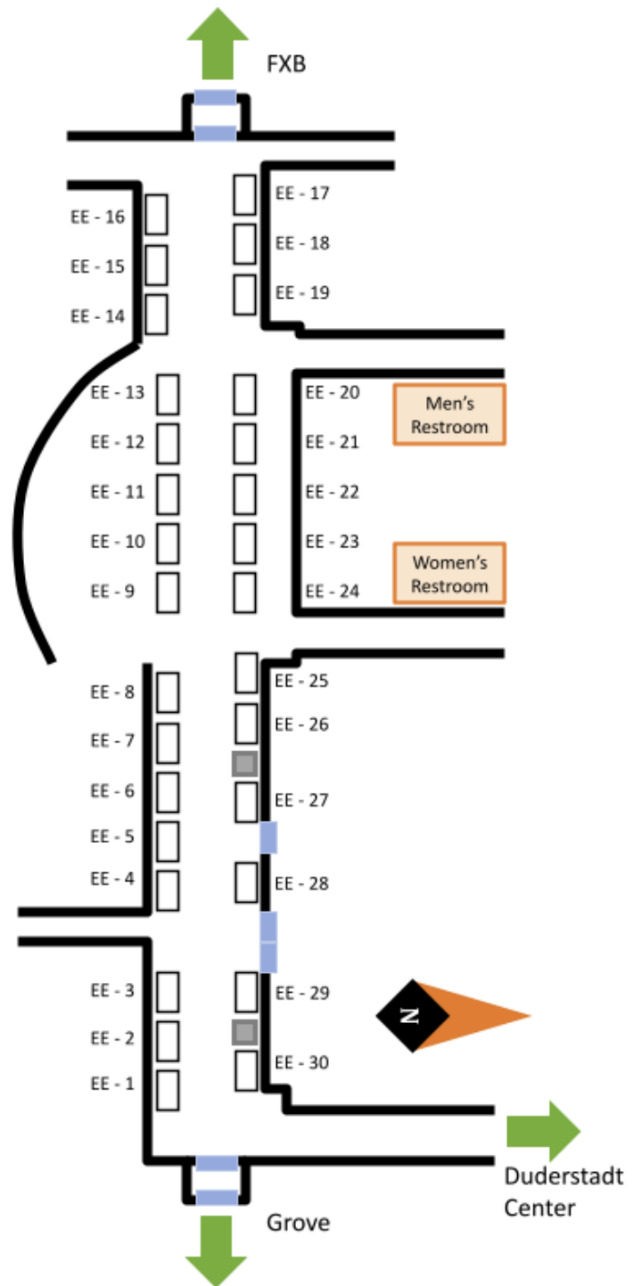 FXB
EE - 17
EE - 16
EE - 18
EE - 15
EE - 19
EE - 14
EE - 13
EE - 20
Men's
Restroom
EE - 12
EE - 21
EE - 11
EE - 22
EE - 10
EE - 23
Women's
Restroom
EE - 9
EE - 24
EE - 25
EE - 8
EE - 26
EE - 7
EE - 6
EE - 27
EE - 5
EE - 4
EE - 28
EE - 3
EE - 29
N
EE - 2
EE - 30
EE - 1
Duderstadt
Center
Grove